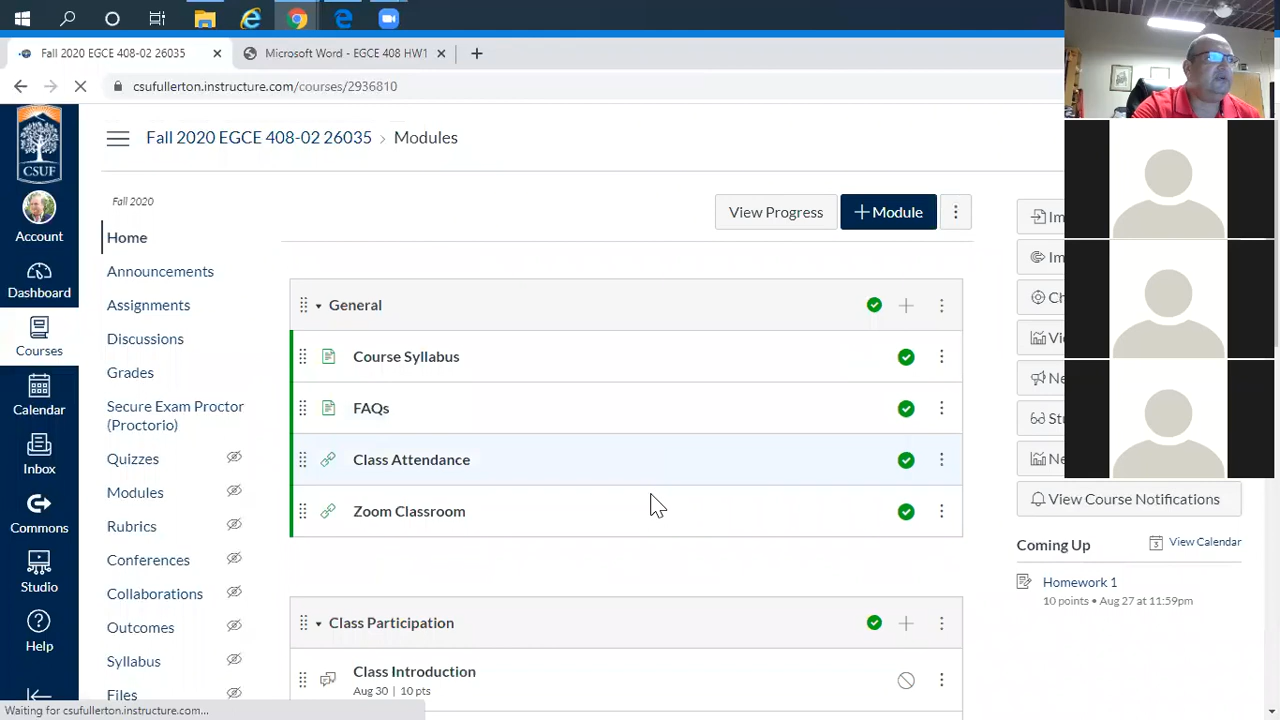 Fall 2020 EGCE 408-02 26035
Microsoft Word - EGCE 408 HW1
csufullerton.instructure.com/courses/2936810
CSUF
Account
Dashboard
Courses
Calendar
Inbox
Commons
Studio
Help
Fall 2020 EGCE 408-02 26035 › Modules
Fall 2020
Home
Announcements
Assignments
Discussions
Grades
Secure Exam Proctor
(Proctorio)
Quizzes
Modules
Rubrics
Conferences
Collaborations
Outcomes
Syllabus
Files
View Progress
+ Module
General
Course Syllabus
FAQs
Class Attendance
Zoom Classroom
Class Participation
Class Introduction
Aug 30 | 10 pts
View Course Notifications
Coming Up
3 View Calendar
Homework 1
10 points • Aug 27 at 11:59pm
Waiting for csufullerton.instructure.com...